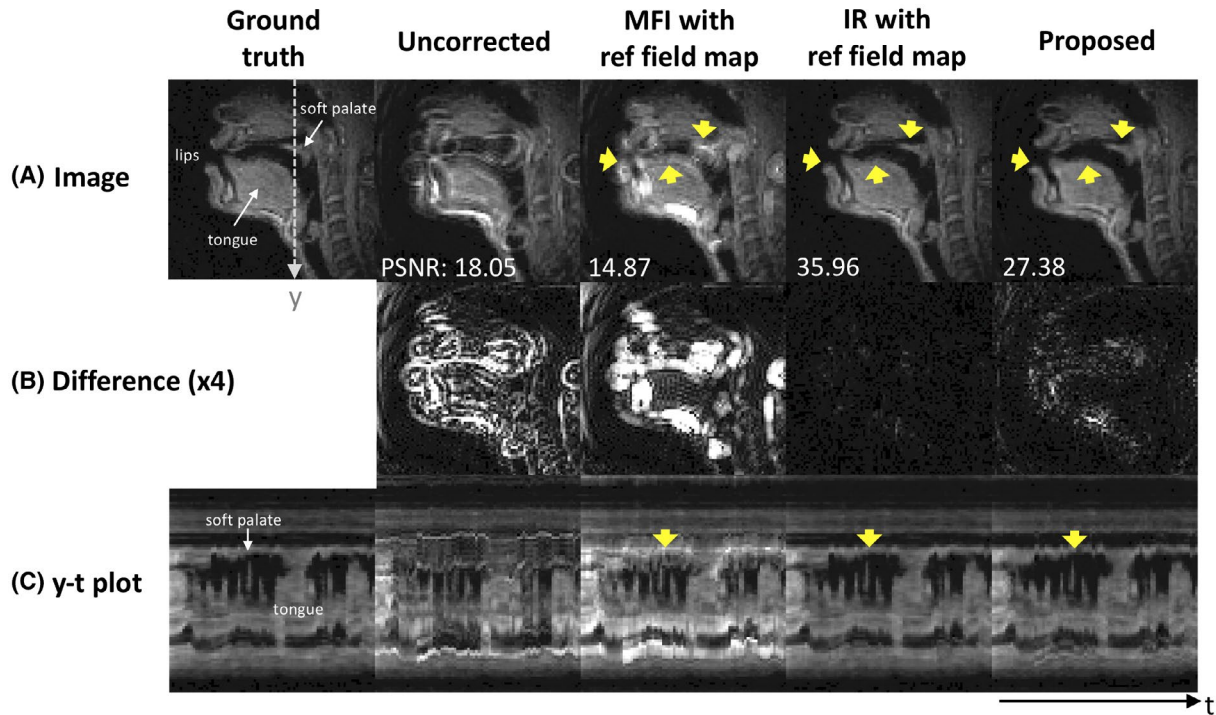 Ground truth
Uncorrected
MFI with ref field map
IR with ref field map
Proposed
(A) Image
soft palate
lips
tongue
y
PSNR: 18.05
14.87
35.96
27.38
(B) Difference (x4)
(C) y-t plot
soft palate
tongue
t